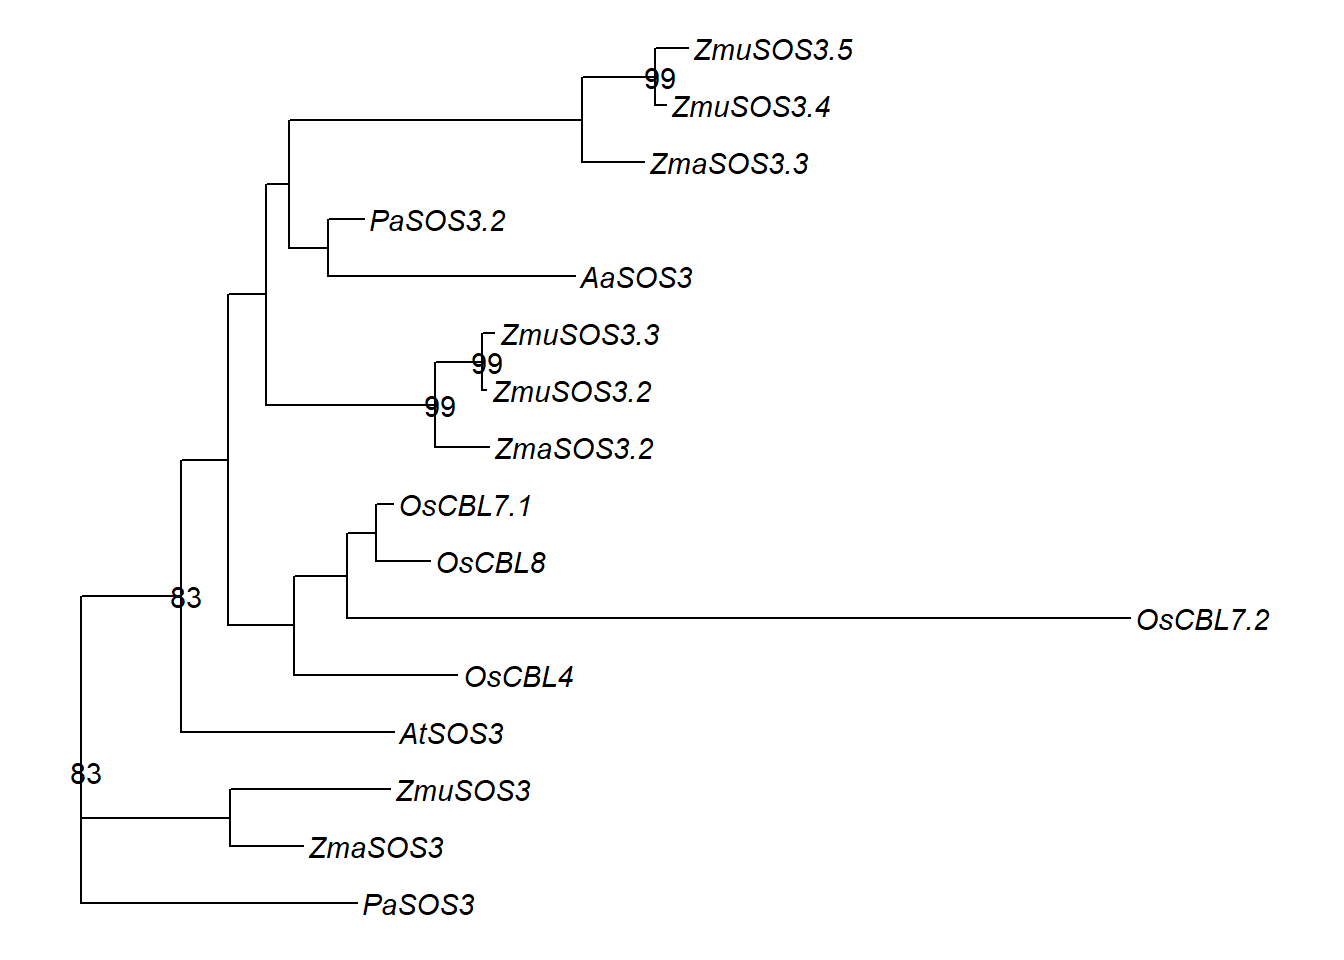 ZmuSOS3.5
99
ZmuSOS3.4
ZmaSOS3.3
PaSOS3.2
AaSOS3
ZmuSOS3.3
99
ZmuSOS3.2
99
ZmaSOS3.2
OsCBL7.1
OsCBL8
83
OsCBL7.2
OsCBL4
AtSOS3
83
ZmuSOS3
ZmaSOS3
PaSOS3